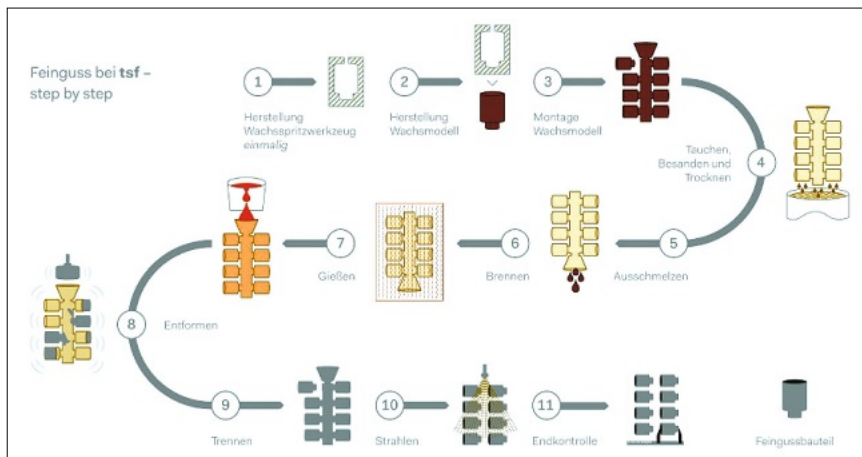 Feinguss bei tsf –
step by step
1
Herstellung
Wachsspritzwerkzeug
einmalig
2
Herstellung
Wachsmodell
3
Montage
Wachsmodell
4
Tauchen,
Besanden und
Trocknen
5
Ausschmelzen
6
Brennen
7
Gießen
8
Entformen
9
Trennen
10
Strahlen
11
Endkontrolle
Feingussbauteil